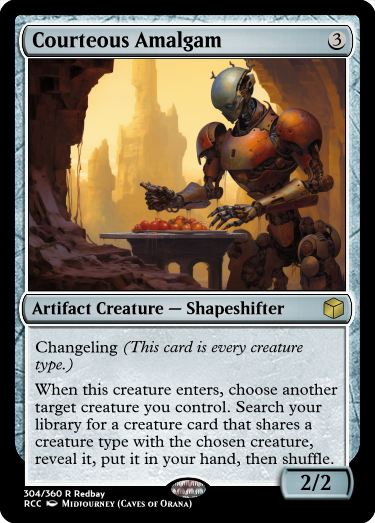 Courteous Amalgam 3
Artifact Creature — Shapeshifter
Changeling (This card is every creature
type.)
When this creature enters, choose another
target creature you control. Search your
library for a creature card that shares a
creature type with the chosen creature,
reveal it, put it in your hand, then shuffle.
2/2
304/360 R Redbay
RCC Midjourney (Caves of Orana)